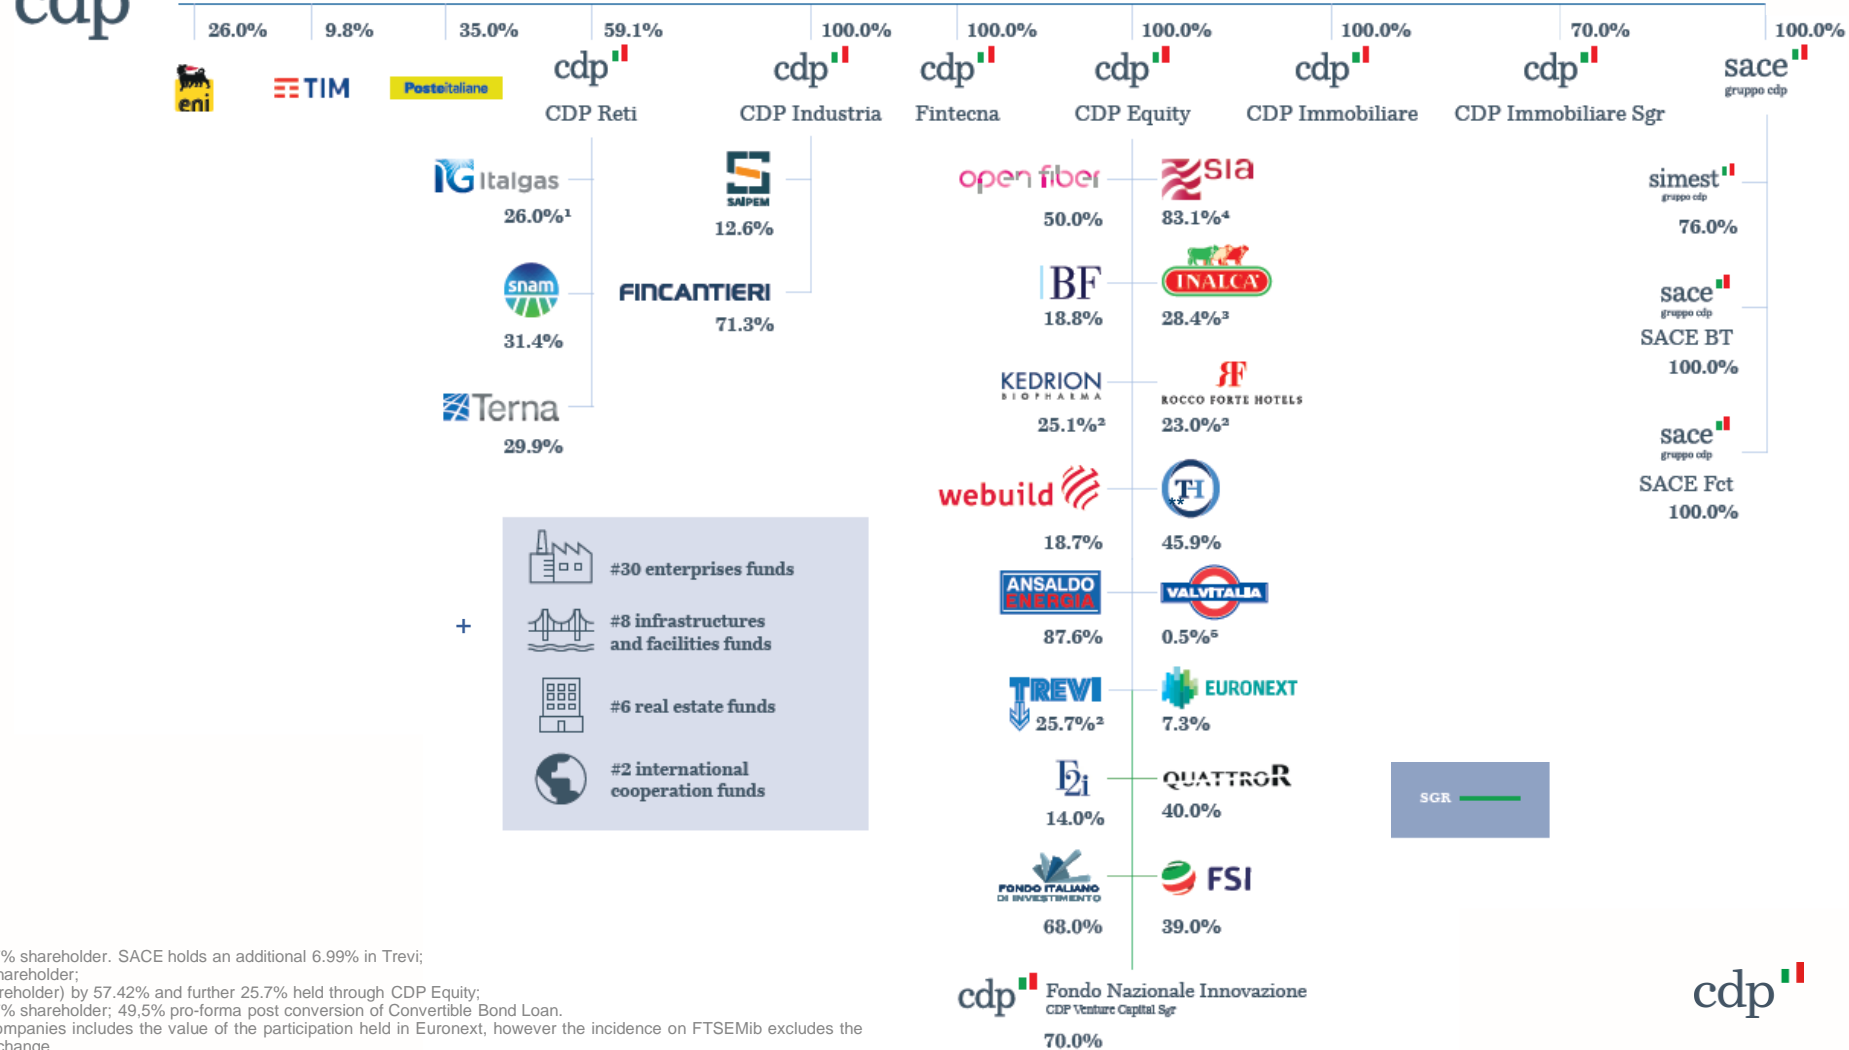 cdp
26.0% 9.8% 35.0% 59.1% 100.0% 100.0% 100.0% 100.0% 70.0% 100.0%
eni
TIM
Posteitaliane
cdp
CDP Reti
cdp
CDP Industria
cdp
Fintecna
cdp
CDP Equity
cdp
CDP Immobiliare
cdp
CDP Immobiliare Sgr
sace
gruppo cdp
IG Italgas
26.0%¹
snam
31.4%
Terna
29.9%
SAIPEM
12.6%
FINCANTIERI
71.3%
open fiber
50.0%
sia
83.1%⁴
BF
18.8%
INALCA
28.4%³
KEDRION
BIOPHARMA
25.1%²
RF
ROCCO FORTE HOTELS
23.0%²
webuild
18.7%
TH
**
45.9%
ANSALDO
ENERGIA
87.6%
VALVITALIA
0.5%⁵
TREVI
25.7%²
EURONEXT
7.3%
F2i
14.0%
QUATTROR
40.0%
FONDO ITALIANO
DI INVESTIMENTO
68.0%
FSI
39.0%
cdp
Fondo Nazionale Innovazione
CDP Venture Capital Sgr
70.0%
simest
gruppo cdp
76.0%
sace
gruppo cdp
SACE BT
100.0%
sace
gruppo cdp
SACE Fct
100.0%
+
#30 enterprises funds
#8 infrastructures
and facilities funds
#6 real estate funds
#2 international
cooperation funds
SGR
% shareholder. SACE holds an additional 6.99% in Trevi;
hareholder;
reholder) by 57.42% and further 25.7% held through CDP Equity;
% shareholder; 49,5% pro-forma post conversion of Convertible Bond Loan.
ompanies includes the value of the participation held in Euronext, however the incidence on FTSEMib excludes the
change
cdp